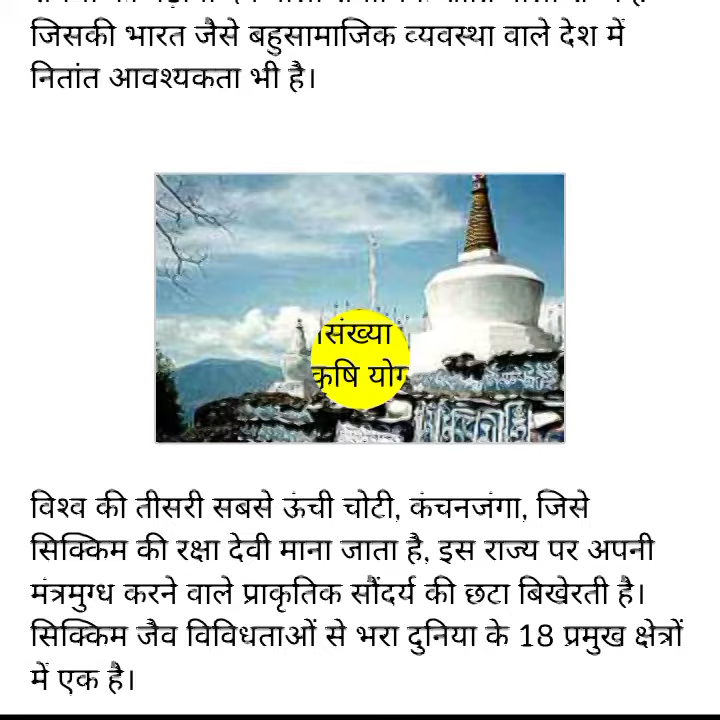 जिसकी भारत जैसे बहुसामाजिक व्यवस्था वाले देश में
नितांत आवश्यकता भी है।
संख्या
कृषि
विश्व की तीसरी सबसे ऊंची चोटी, कंचनजंगा, जिसे
सिक्किम की रक्षा देवी माना जाता है, इस राज्य पर अपनी
मंत्रमुग्ध करने वाले प्राकृतिक सौंदर्य की छटा बिखेरती है।
सिक्किम जैव विविधताओं से भरा दुनिया के 18 प्रमुख क्षेत्रों
में एक है।